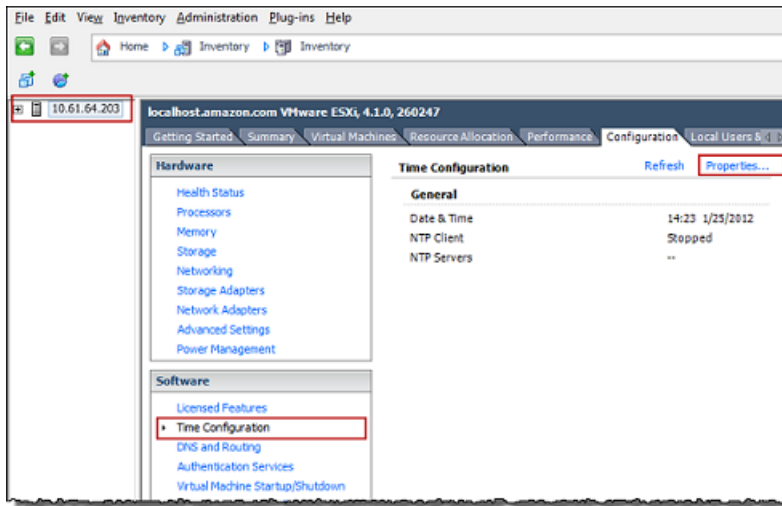 File Edit View Inventory Administration Plug-ins Help
Home Inventory Inventory
10.61.64.203
localhost.amazon.com VMware ESXi, 4.1.0, 260247
Getting Started Summary Virtual Machines Resource Allocation Performance Configuration Local Users &
Hardware
Health Status
Processors
Memory
Storage
Networking
Storage Adapters
Network Adapters
Advanced Settings
Power Management
Software
Licensed Features
Time Configuration
DNS and Routing
Authentication Services
Virtual Machine Startup/Shutdown
Time Configuration Refresh Properties...
General
Date & Time 14:23 1/25/2012
NTP Client Stopped
NTP Servers --